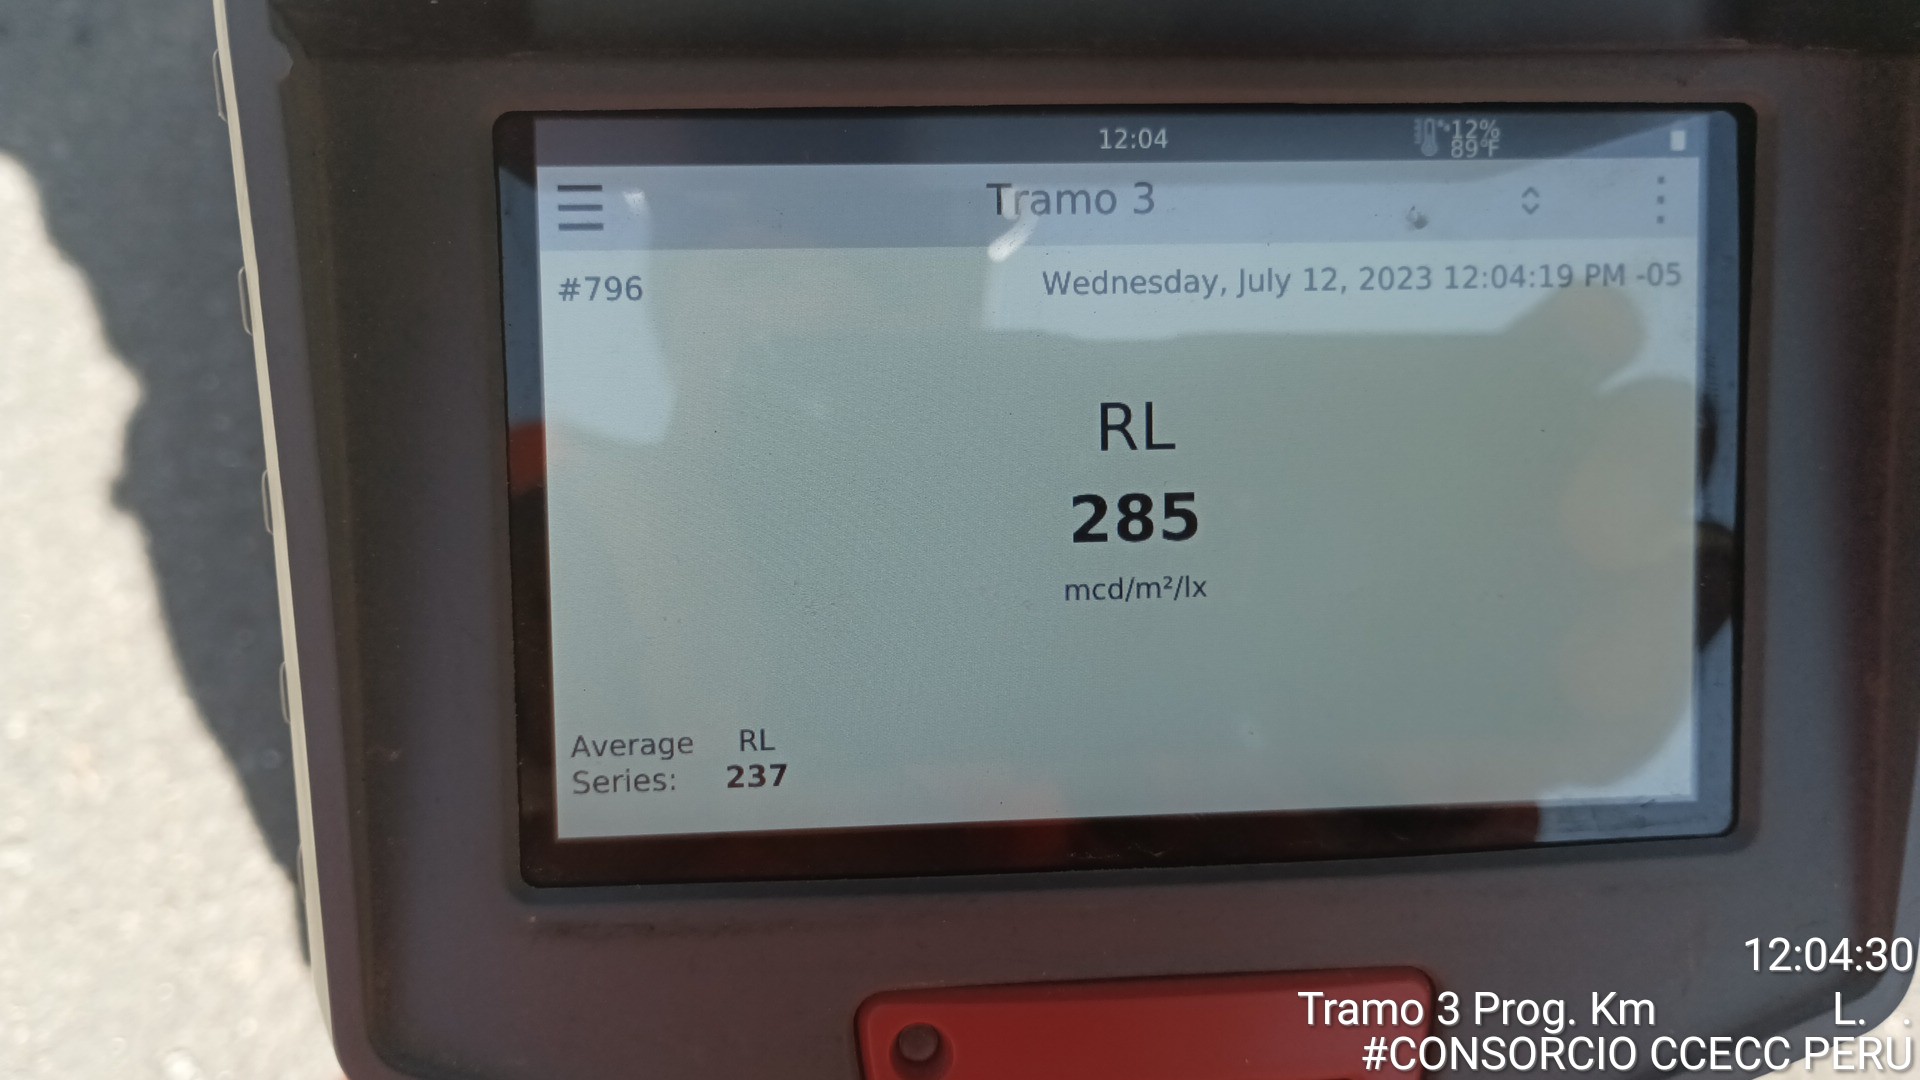 12:04
12%
89°F
Tramo 3
#796
Wednesday, July 12, 2023 12:04:19 PM -05
RL
285
mcd/m²/lx
Average RL
Series: 237
12:04:30
Tramo 3 Prog. Km L. .
#CONSORCIO CCECC PERU